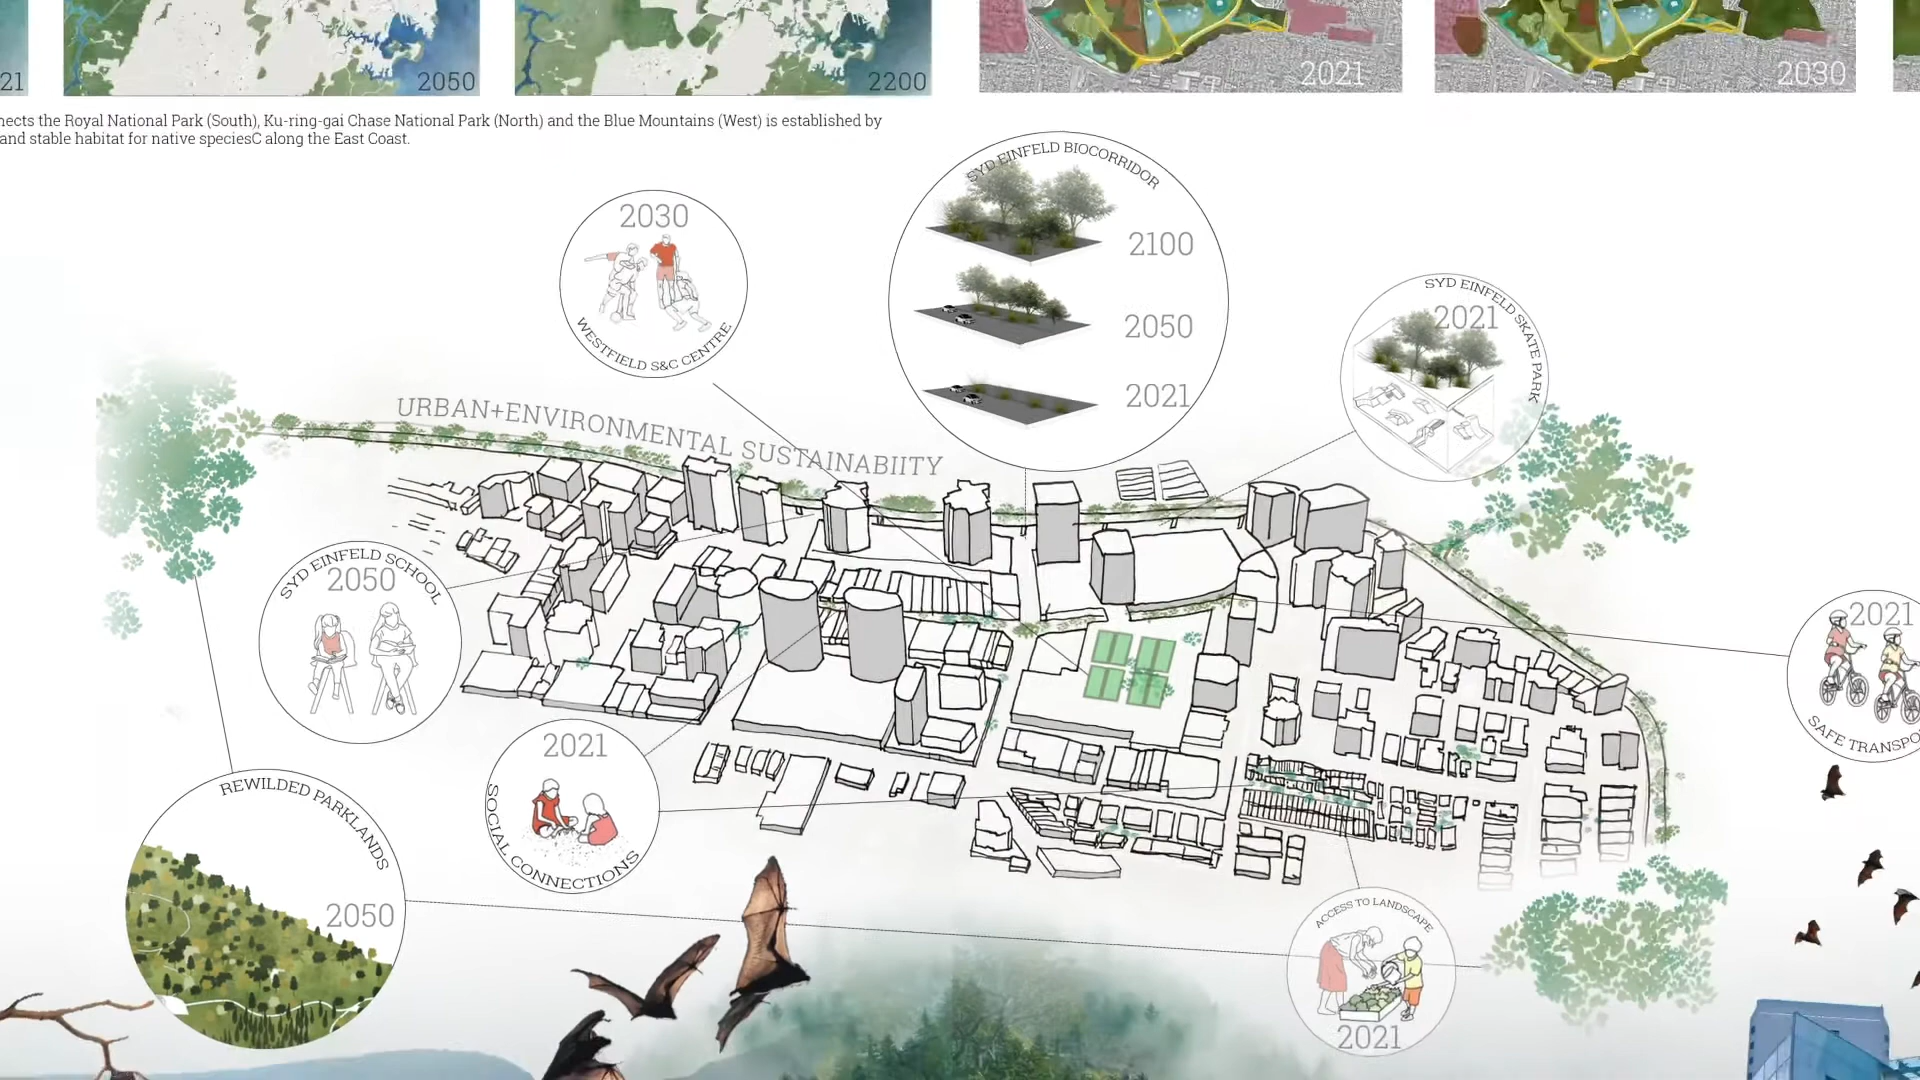 21
2050
2200
2021
2030
nects the Royal National Park (South), Ku-ring-gai Chase National Park (North) and the Blue Mountains (West) is established by
and stable habitat for native speciesC along the East Coast.
SYD EINFELD BIOCORRIDOR
2100
2050
2021
2030
WESTFIELD S&C CENTRE
SYD EINFELD SKATE PARK
2021
URBAN+ENVIRONMENTAL SUSTAINABIITY
SYD EINFELD SCHOOL
2050
2021
SAFE TRANSPO
2021
SOCIAL CONNECTIONS
REWILDED PARKLANDS
2050
ACCESS TO LANDSCAPE
2021